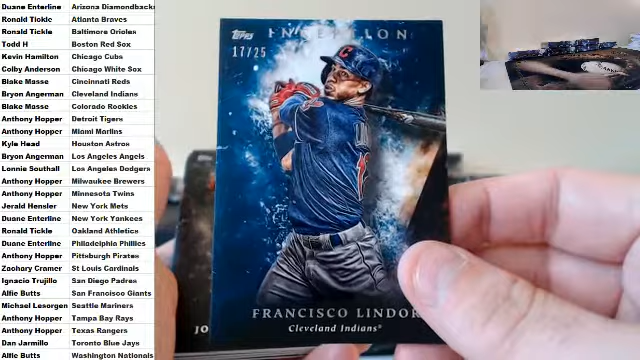 Duane Enterline Arizona Diamondbacks
Ronald Tickle Atlanta Braves
Ronald Tickle Baltimore Orioles
Todd H Boston Red Sox
Kevin Hamilton Chicago Cubs
Colby Anderson Chicago White Sox
Blake Masse Cincinnati Reds
Bryon Angerman Cleveland Indians
Blake Masse Colorado Rookies
Anthony Hopper Detroit Tigers
Anthony Hopper Miami Marlins
Kyle Head Houston Astros
Bryon Angerman Los Angeles Angels
Lonnie Southall Los Angeles Dodgers
Anthony Hopper Milwaukee Brewers
Anthony Hopper Minnesota Twins
Jerald Hensler New York Mets
Duane Enterline New York Yankees
Ronald Tickle Oakland Athletics
Duane Enterline Philadelphia Phillies
Anthony Hopper Pittsburgh Pirates
Zachary Cramer St Louis Cardinals
Ignacio Trujillo San Diego Padres
Alfie Butts San Francisco Giants
Michael Lesorgen Seattle Mariners
Anthony Hopper Tampa Bay Rays
Anthony Hopper Texas Rangers
Dan Jarmillo Toronto Blue Jays
Alfie Butts Washington Nationals
Topps INCEPTION
17/25
C
FRANCISCO LINDOR
Cleveland Indians®
JO